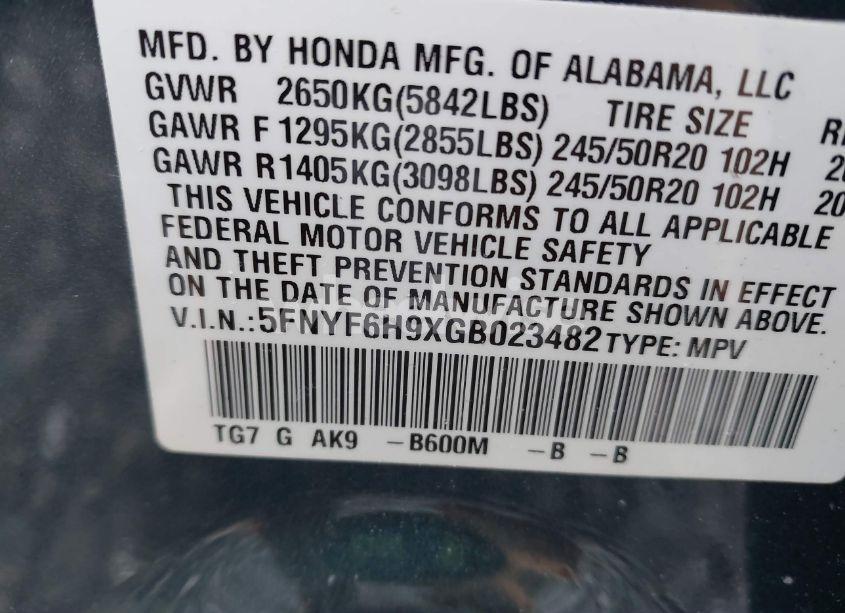 MFD. BY HONDA MFG. OF ALABAMA, LLC
GVWR 2650KG(5842LBS) TIRE SIZE
GAWR F 1295KG(2855LBS) 245/50R20 102H
GAWR R 1405KG(3098LBS) 245/50R20 102H
THIS VEHICLE CONFORMS TO ALL APPLICABLE
FEDERAL MOTOR VEHICLE SAFETY
AND THEFT PREVENTION STANDARDS IN EFFECT
ON THE DATE OF MANUFACTURE SHOWN ABOVE.
V.I.N.:5FNYF6H9XGB023482 TYPE: MPV
TG7 G AK9 -B600M -B -B